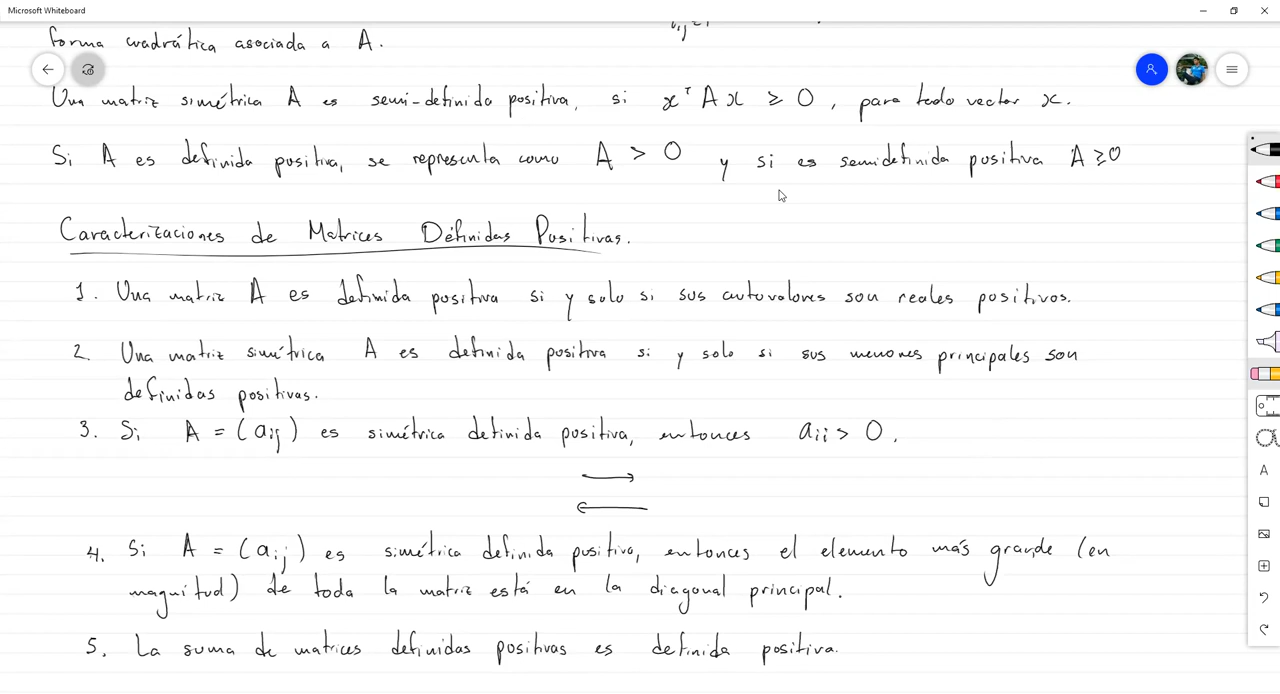 Microsoft Whiteboard
forma cuadrática asociada a A.
Una matriz simétrica A es semi-definida positiva, si xᵀ A x ≥ 0, para todo vector x.
Si A es definida positiva, se representa como A > 0 y si es semidefinida positiva A ≥ 0
Caracterizaciones de Matrices Definidas Positivas.
1. Una matriz A es definida positiva si y solo si sus autovalores son reales positivos.
2. Una matriz simétrica A es definida positiva si y solo si sus menores principales son
definidas positivas.
3. Si A = (aij) es simétrica definida positiva, entonces aii > 0.
→
←
4. Si A = (aij) es simétrica definida positiva, entonces el elemento más grande (en
magnitud) de toda la matriz está en la diagonal principal.
5. La suma de matrices definidas positivas es definida positiva.